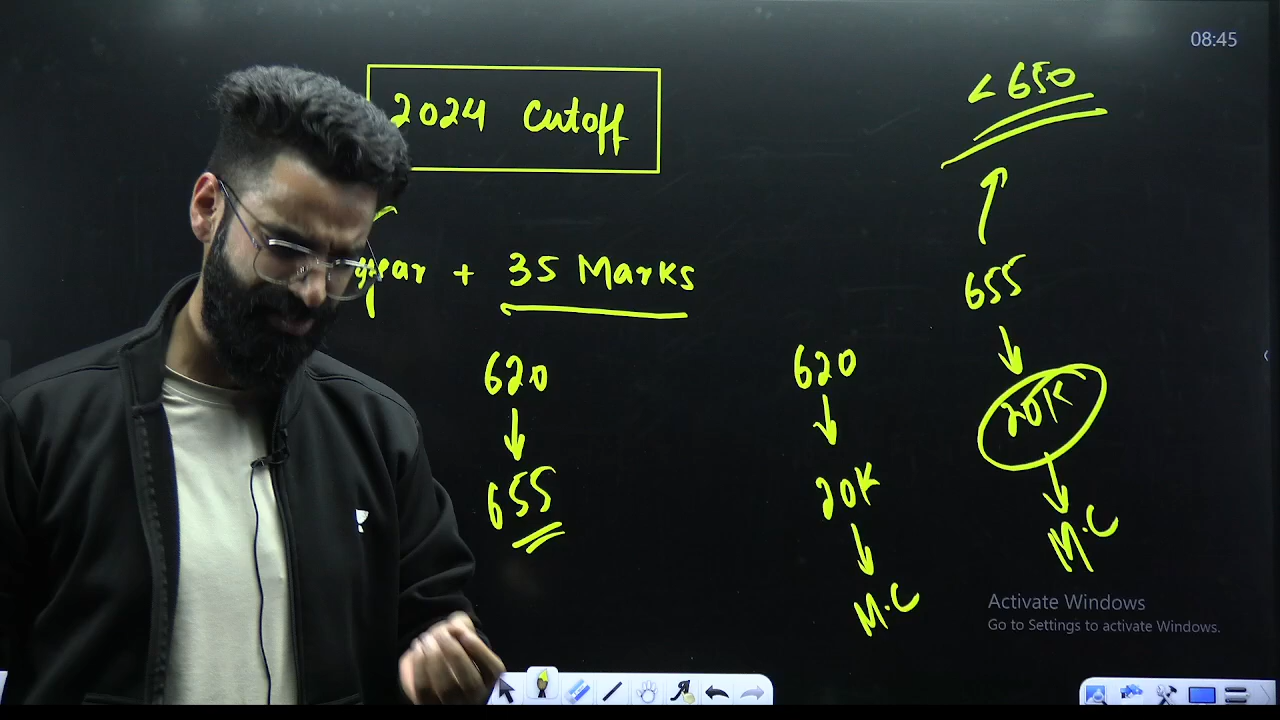 08:45
< 650
2024 Cutoff
year + 35 Marks
655
620
620
20K
655
20K
M.C
M.C
Activate Windows
Go to Settings to activate Windows.